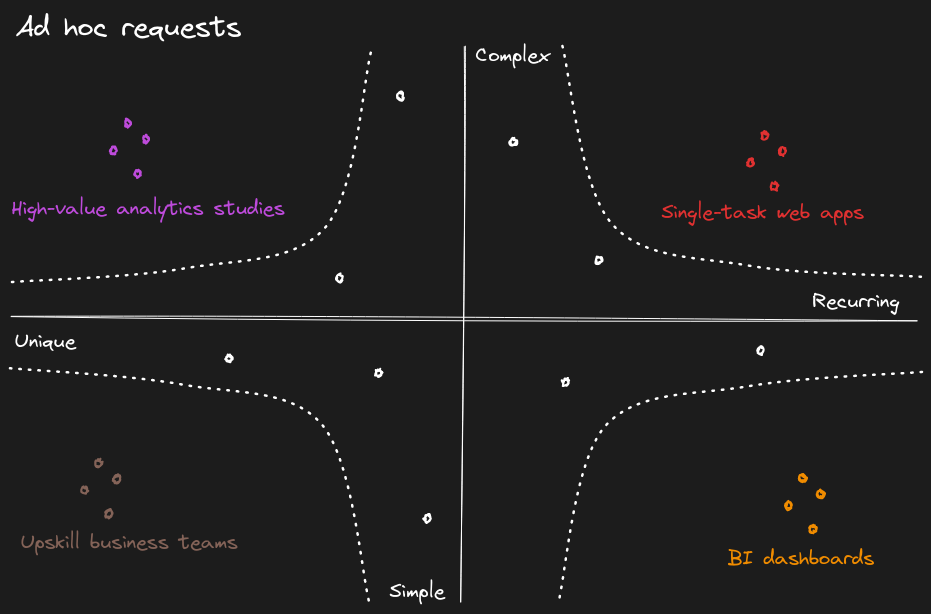 Ad hoc requests
Complex
High-value analytics studies
Single-task web apps
Recurring
Unique
Upskill business teams
BI dashboards
Simple